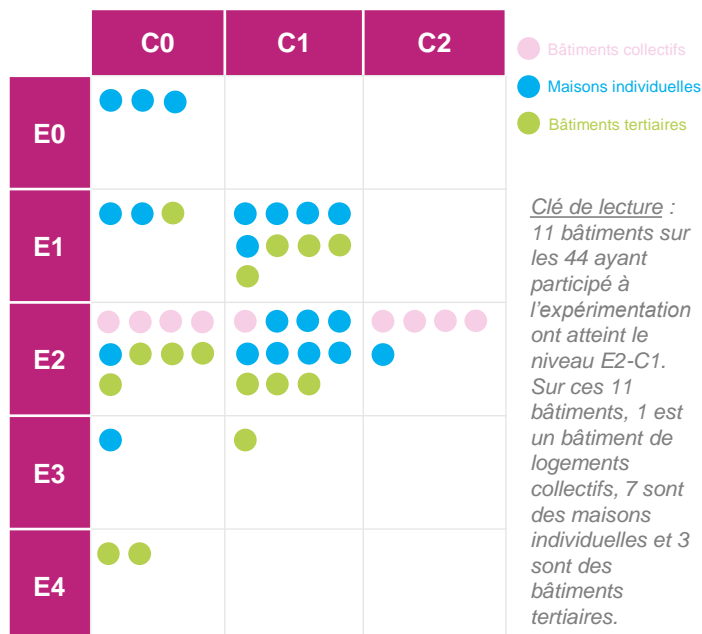 C0 C1 C2
Bâtiments collectifs
Maisons individuelles
Bâtiments tertiaires
E0
E1
E2
E3
E4
Clé de lecture :
11 bâtiments sur
les 44 ayant
participé à
l'expérimentation
ont atteint le
niveau E2-C1.
Sur ces 11
bâtiments, 1 est
un bâtiment de
logements
collectifs, 7 sont
des maisons
individuelles et 3
sont des
bâtiments
tertiaires.